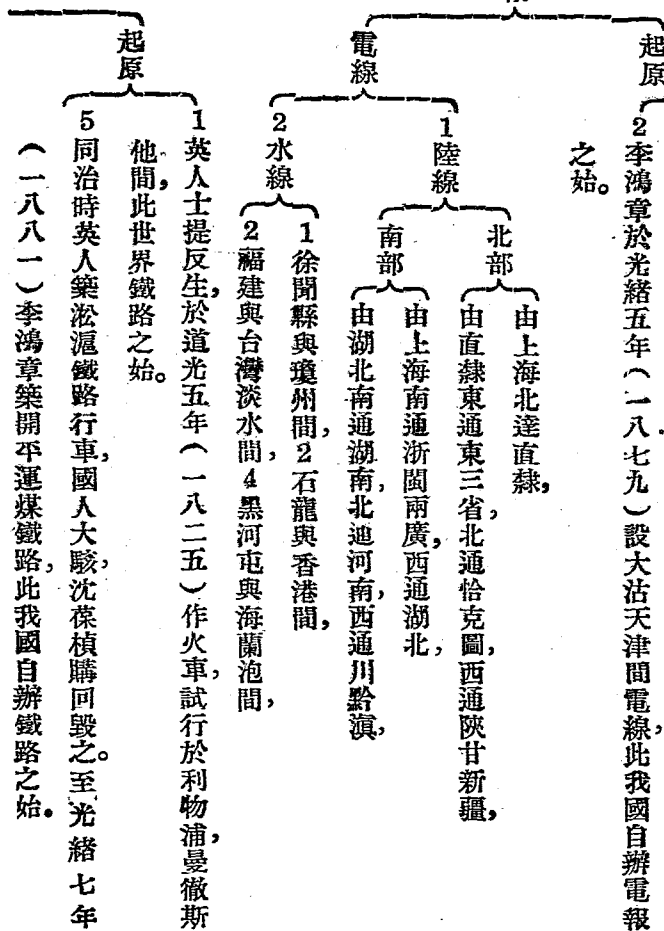 起原
2 李鴻章於光緒五年（一八七九）設大沽天津間電線，此我國自辦電報
之始。
電線
1 陸線
北部
由上海北達直隸，
由直隸東通東三省，北通恰克圖，西通陝甘新疆，
南部
由上海南通浙閩兩廣，西通湖北，
由湖北南通湖南，北通河南，西通川黔滇，
2 水線
1 徐聞縣與瓊州間，2 石龍與香港間，
2 福建與台灣淡水間，4 黑河屯與海蘭泡間，
起原
1 英人士提反生，於道光五年（一八二五）作火車，試行於利物浦，曼徹斯
他間，此世界鐵路之始。
5 同治時英人築淞滬鐵路行車，國人大駭，沈葆楨購回毀之。至光緒七年
（一八八一）李鴻章築開平運煤鐵路，此我國自辦鐵路之始。